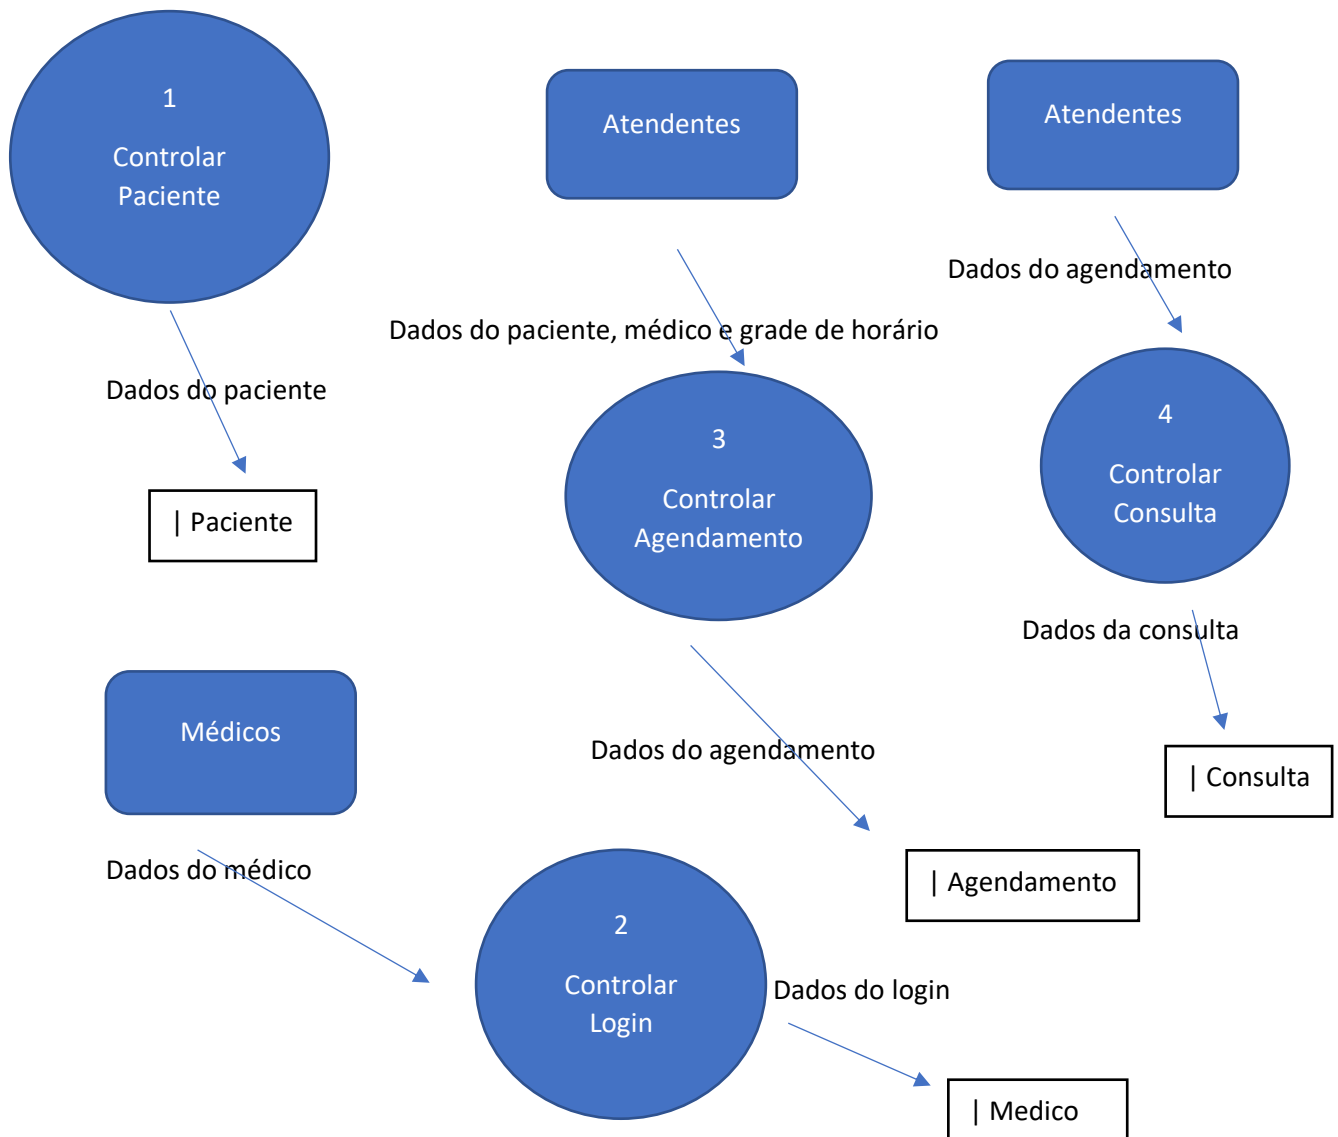 1
Controlar
Paciente
Atendentes
Atendentes
Dados do agendamento
Dados do paciente, médico e grade de horário
Dados do paciente
3
Controlar
Agendamento
4
Controlar
Consulta
| Paciente
Dados da consulta
Médicos
Dados do agendamento
| Consulta
Dados do médico
| Agendamento
2
Controlar
Login
Dados do login
| Medico